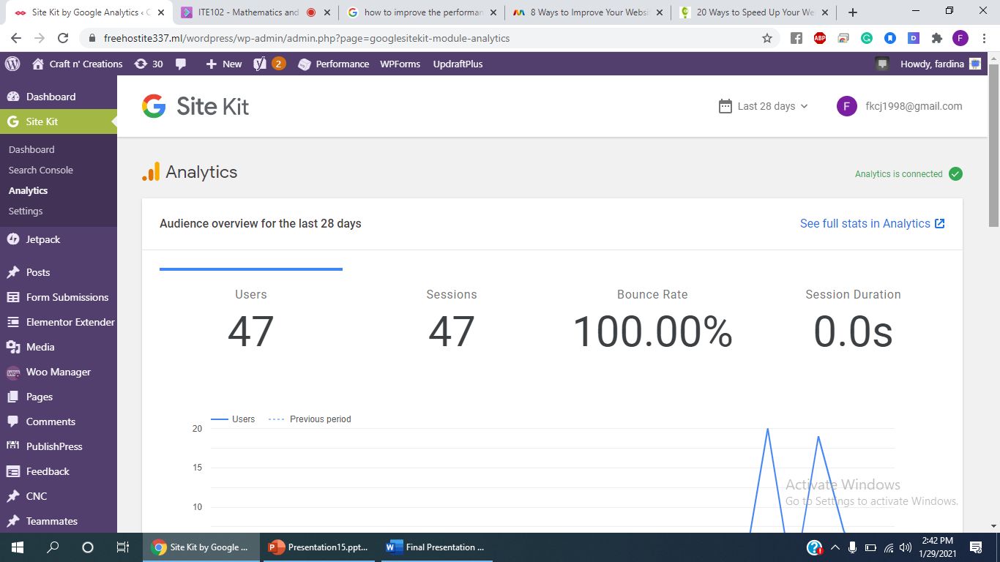 Site Kit by Google Analytics ‹ C
ITE102 - Mathematics and
how to improve the performan
8 Ways to Improve Your Websi
20 Ways to Speed Up Your We
freehostite337.ml/wordpress/wp-admin/admin.php?page=googlesitekit-module-analytics
ABP
F
Craft n' Creations
30
New
2
Performance
WPForms
UpdraftPlus
Howdy, fardina
Dashboard
Site Kit
Dashboard
Search Console
Analytics
Settings
Jetpack
Posts
Form Submissions
Elementor Extender
Media
Woo Manager
Pages
Comments
PublishPress
Feedback
CNC
Teammates
Site Kit
Last 28 days
F
fkcj1998@gmail.com
Analytics
Analytics is connected
Audience overview for the last 28 days
See full stats in Analytics
Users
47
Sessions
47
Bounce Rate
100.00%
Session Duration
0.0s
Users
Previous period
20
15
10
Activate Windows
Go to Settings to activate Windows.
Site Kit by Google ...
Presentation15.ppt...
Final Presentation ...
2:42 PM
1/29/2021